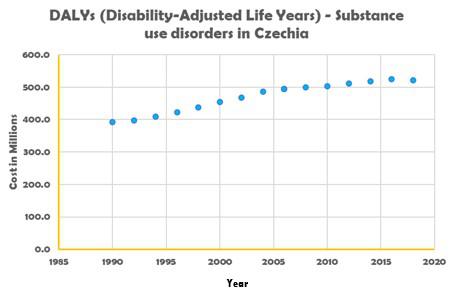 DALYs (Disability-Adjusted Life Years) - Substance
use disorders in Czechia
600.0
500.0
400.0
300.0
200.0
100.0
0.0
Cost in Millions
1985 1990 1995 2000 2005 2010 2015 2020
Year